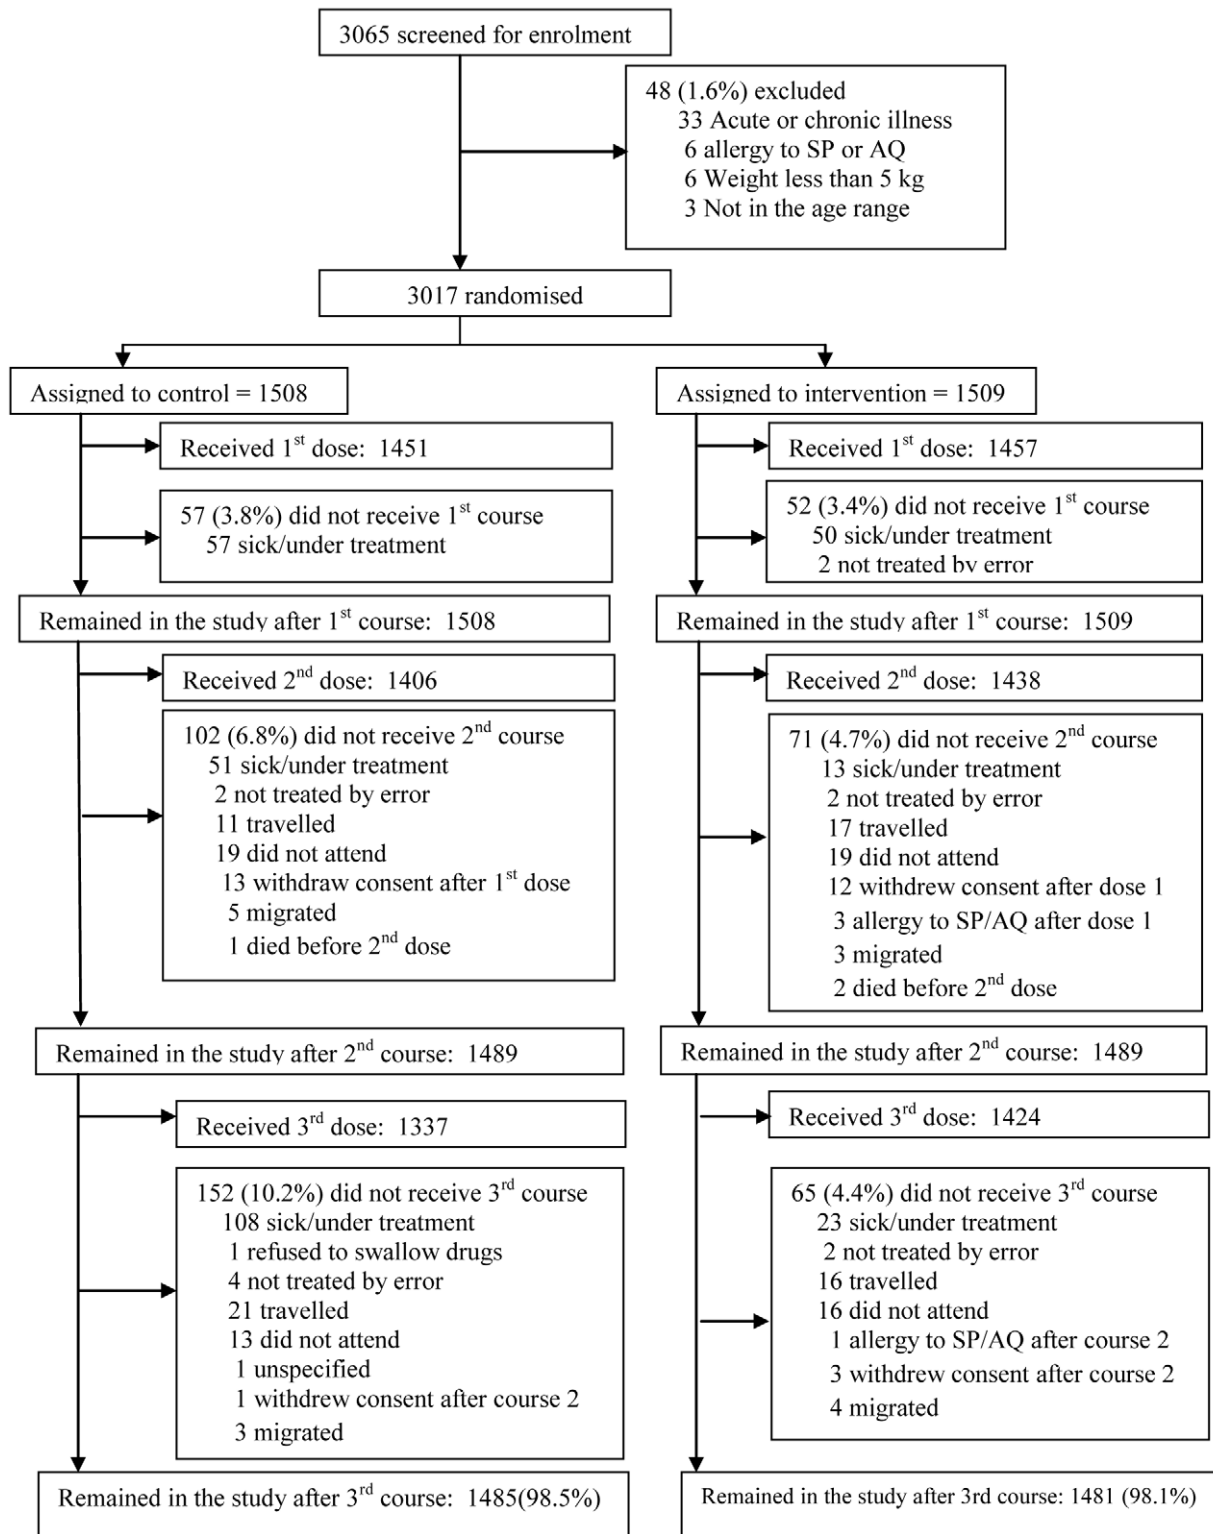 3065 screened for enrolment
48 (1.6%) excluded
33 Acute or chronic illness
6 allergy to SP or AQ
6 Weight less than 5 kg
3 Not in the age range
3017 randomised
Assigned to control = 1508
Received 1st dose: 1451
57 (3.8%) did not receive 1st course
57 sick/under treatment
Remained in the study after 1st course: 1508
Received 2nd dose: 1406
102 (6.8%) did not receive 2nd course
51 sick/under treatment
2 not treated by error
11 travelled
19 did not attend
13 withdraw consent after 1st dose
5 migrated
1 died before 2nd dose
Remained in the study after 2nd course: 1489
Received 3rd dose: 1337
152 (10.2%) did not receive 3rd course
108 sick/under treatment
1 refused to swallow drugs
4 not treated by error
21 travelled
13 did not attend
1 unspecified
1 withdrew consent after course 2
3 migrated
Remained in the study after 3rd course: 1485(98.5%)
Assigned to intervention = 1509
Received 1st dose: 1457
52 (3.4%) did not receive 1st course
50 sick/under treatment
2 not treated by error
Remained in the study after 1st course: 1509
Received 2nd dose: 1438
71 (4.7%) did not receive 2nd course
13 sick/under treatment
2 not treated by error
17 travelled
19 did not attend
12 withdrew consent after dose 1
3 allergy to SP/AQ after dose 1
3 migrated
2 died before 2nd dose
Remained in the study after 2nd course: 1489
Received 3rd dose: 1424
65 (4.4%) did not receive 3rd course
23 sick/under treatment
2 not treated by error
16 travelled
16 did not attend
1 allergy to SP/AQ after course 2
3 withdrew consent after course 2
4 migrated
Remained in the study after 3rd course: 1481 (98.1%)